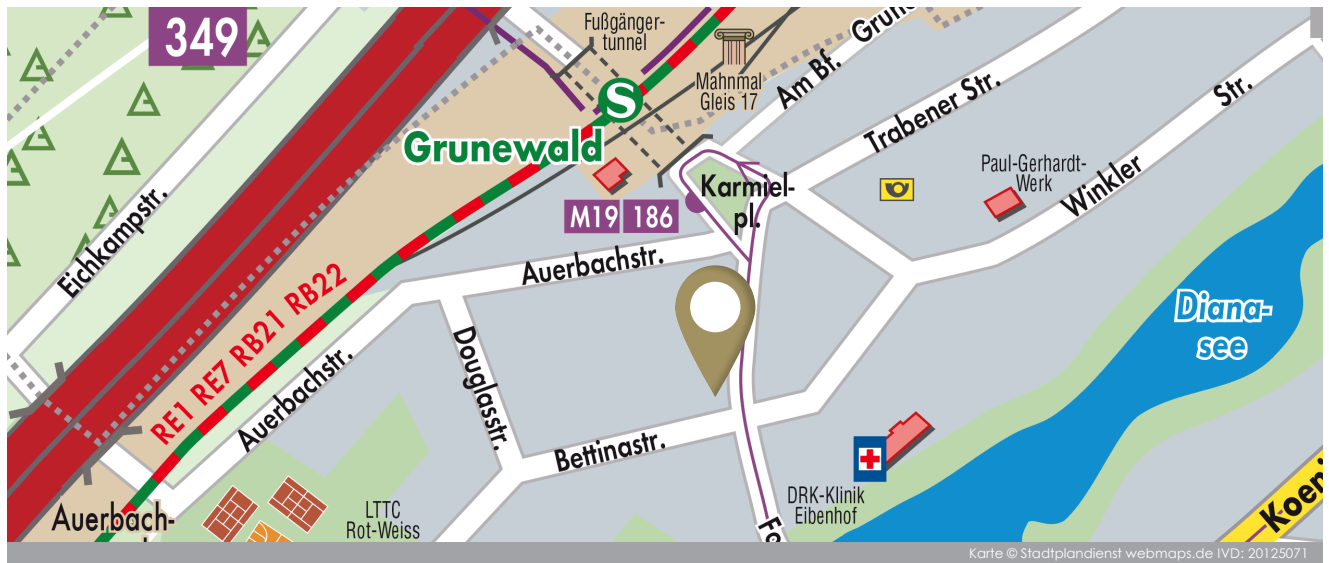 349
Fußgänger-
tunnel
Mahnmal
Gleis 17
Am Bf.
Trabener Str.
S
Grunewald
Paul-Gerhardt-
Werk
Winkler
Str.
Karmiel-
pl.
M19
186
Eichkampstr.
Auerbachstr.
RE1 RE7 RB21 RB22
Diana-
see
Douglasstr.
Auerbachstr.
Bettinastr.
DRK-Klinik
Eibenhof
LTTC
Rot-Weiss
Auerbach-
Karte © Stadtplandienst webmaps.de IVD: 20125071